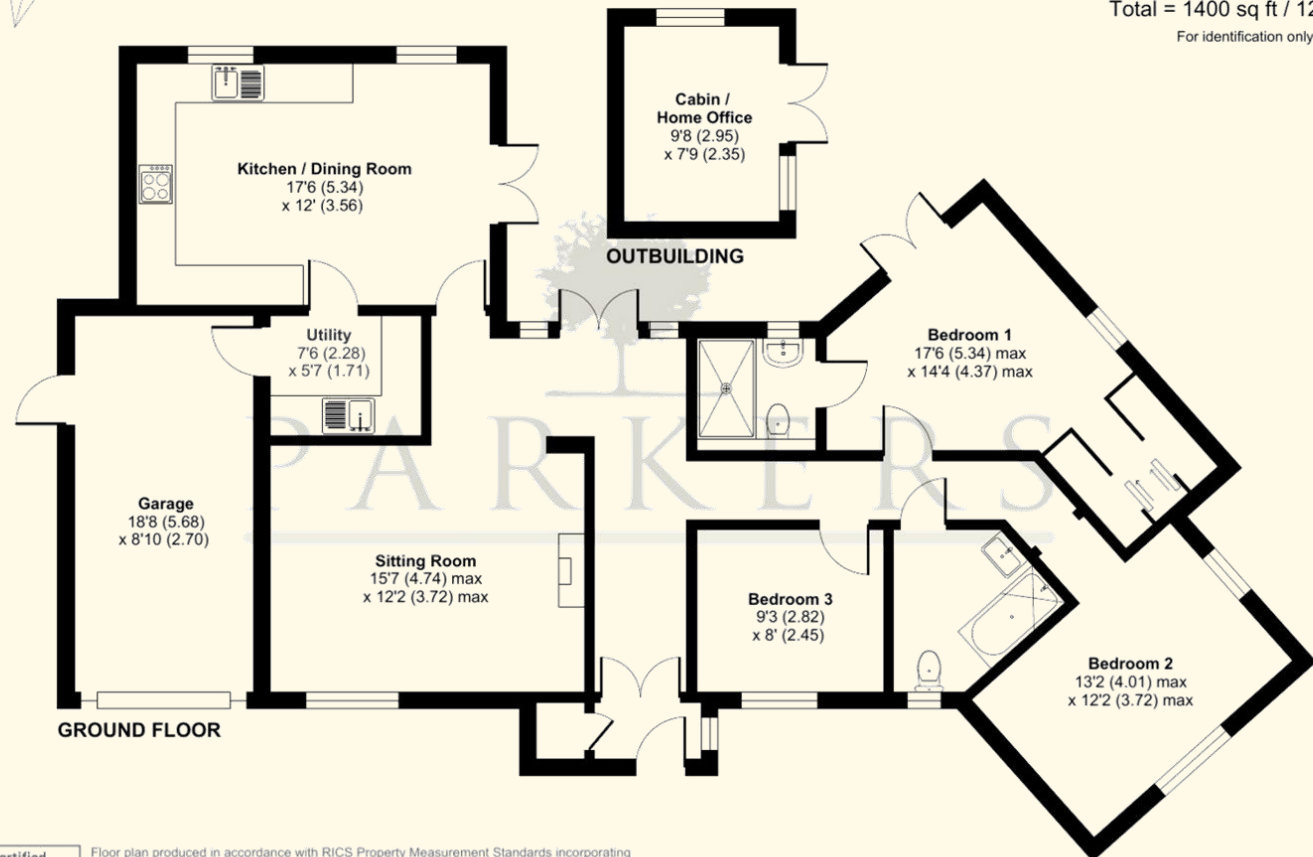 Total = 1400 sq ft / 12
For identification only
Cabin /
Home Office
9'8 (2.95)
x 7'9 (2.35)
OUTBUILDING
Kitchen / Dining Room
17'6 (5.34)
x 12' (3.56)
Utility
7'6 (2.28)
x 5'7 (1.71)
Bedroom 1
17'6 (5.34) max
x 14'4 (4.37) max
PARKERS
Garage
18'8 (5.68)
x 8'10 (2.70)
Sitting Room
15'7 (4.74) max
x 12'2 (3.72) max
Bedroom 3
9'3 (2.82)
x 8' (2.45)
Bedroom 2
13'2 (4.01) max
x 12'2 (3.72) max
GROUND FLOOR
Floor plan produced in accordance with RICS Property Measurement Standards incorporating